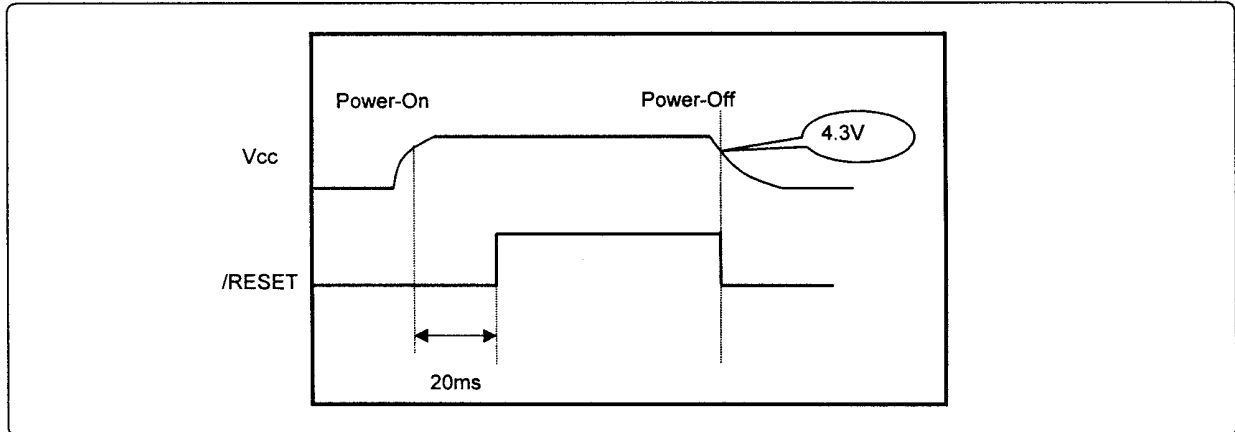 Power-On
Power-Off
4.3V
Vcc
/RESET
20ms